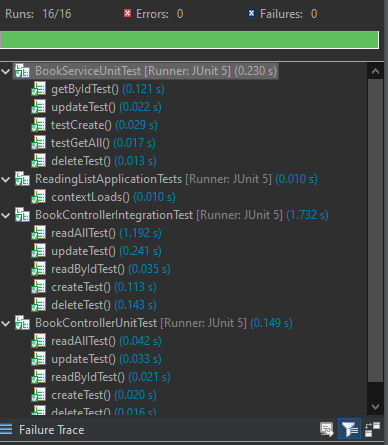 Runs: 16/16 Errors: 0 Failures: 0
BookServiceUnitTest [Runner: JUnit 5] (0.230 s)
getByIdTest() (0.121 s)
updateTest() (0.022 s)
testCreate() (0.029 s)
testGetAll() (0.017 s)
deleteTest() (0.013 s)
ReadingListApplicationTests [Runner: JUnit 5] (0.010 s)
contextLoads() (0.010 s)
BookControllerIntegrationTest [Runner: JUnit 5] (1.732 s)
readAllTest() (1.192 s)
updateTest() (0.241 s)
readByIdTest() (0.035 s)
createTest() (0.113 s)
deleteTest() (0.143 s)
BookControllerUnitTest [Runner: JUnit 5] (0.149 s)
readAllTest() (0.042 s)
updateTest() (0.033 s)
readByIdTest() (0.021 s)
createTest() (0.020 s)
deleteTest() (0.016 s)
Failure Trace